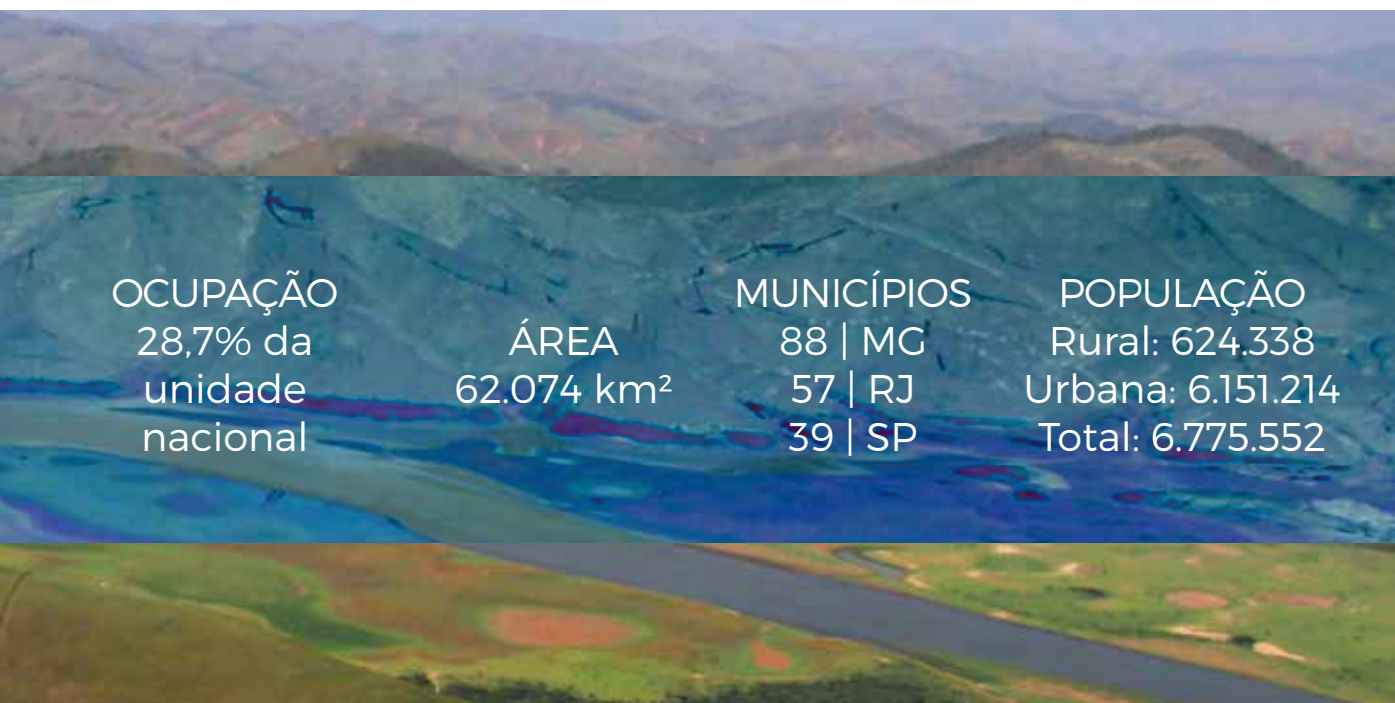 OCUPAÇÃO
28,7% da
unidade
nacional
ÁREA
62.074 km²
MUNICÍPIOS
88 | MG
57 | RJ
39 | SP
POPULAÇÃO
Rural: 624.338
Urbana: 6.151.214
Total: 6.775.552